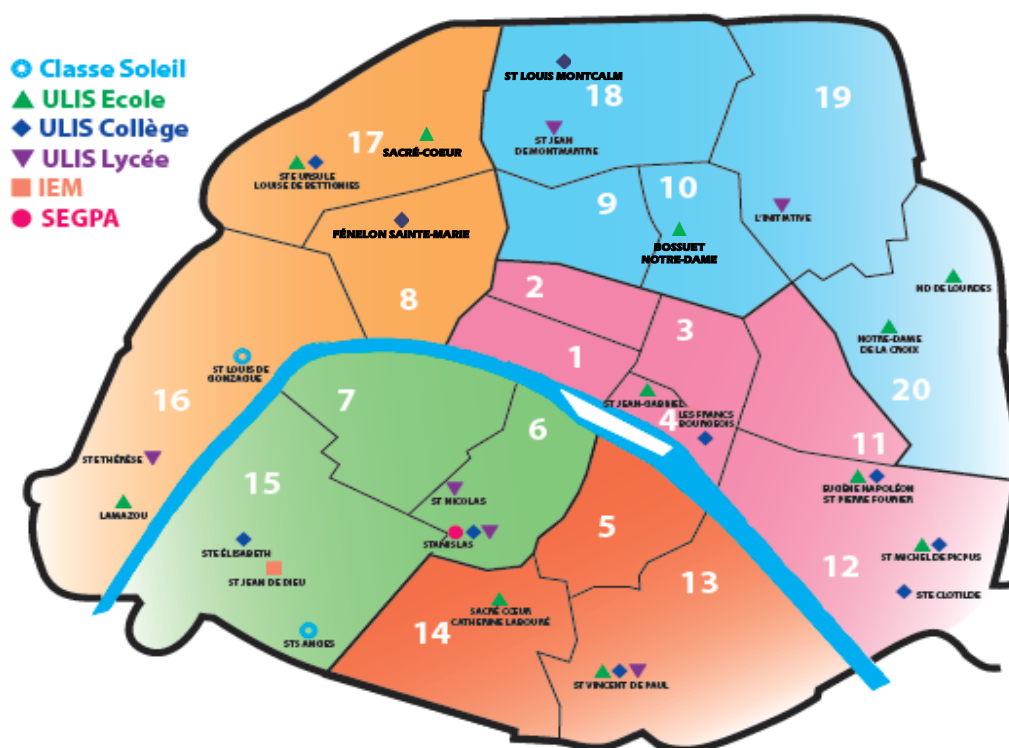 Classe Soleil
ULIS Ecole
ULIS Collège
ULIS Lycée
IEM
SEGPA
ST LOUIS MONTCALM
18
19
17
SACRÉ-COEUR
ST JEAN
DE MONTMARTRE
STE URSULE
LOUISE DE BETTIGNIES
9
10
L'INITIATIVE
FÉNELON SAINTE-MARIE
BOSSUET
NOTRE-DAME
8
2
3
ND DE LOURDES
NOTRE-DAME
DE LA CROIX
1
ST LOUIS DE
GONZAGUE
16
7
ST JEAN-GABRIEL
4
LES FRANCS
BOURGEOIS
20
6
11
STE THÉRÈSE
15
ST NICOLAS
EUGÈNE NAPOLÉON
ST PIERRE FOURIER
LAMAZOU
5
STANISLAS
STE ÉLISABETH
ST MICHEL DE PICPUS
12
ST JEAN DE DIEU
13
STE CLOTILDE
SACRÉ CŒUR
CATHERINE LABOURÉ
14
STS ANGES
ST VINCENT DE PAUL